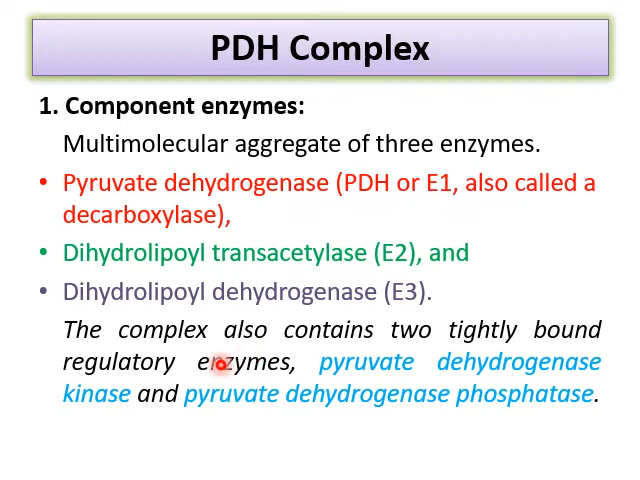 PDH Complex
1. Component enzymes:
Multimolecular aggregate of three enzymes.
• Pyruvate dehydrogenase (PDH or E1, also called a
decarboxylase),
• Dihydrolipoyl transacetylase (E2), and
• Dihydrolipoyl dehydrogenase (E3).
The complex also contains two tightly bound
regulatory enzymes, pyruvate dehydrogenase
kinase and pyruvate dehydrogenase phosphatase.